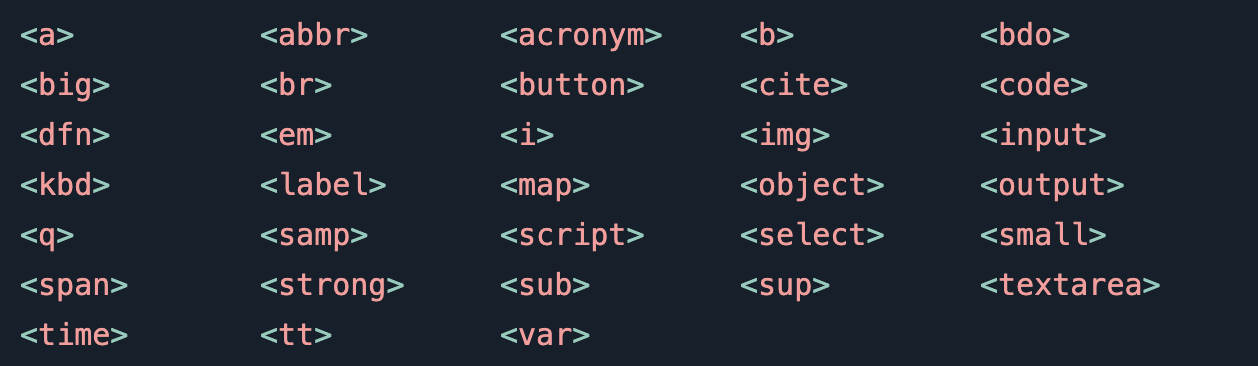 <a> <abbr> <acronym> <b> <bdo>
<big> <br> <button> <cite> <code>
<dfn> <em> <i> <img> <input>
<kbd> <label> <map> <object> <output>
<q> <samp> <script> <select> <small>
<span> <strong> <sub> <sup> <textarea>
<time> <tt> <var>